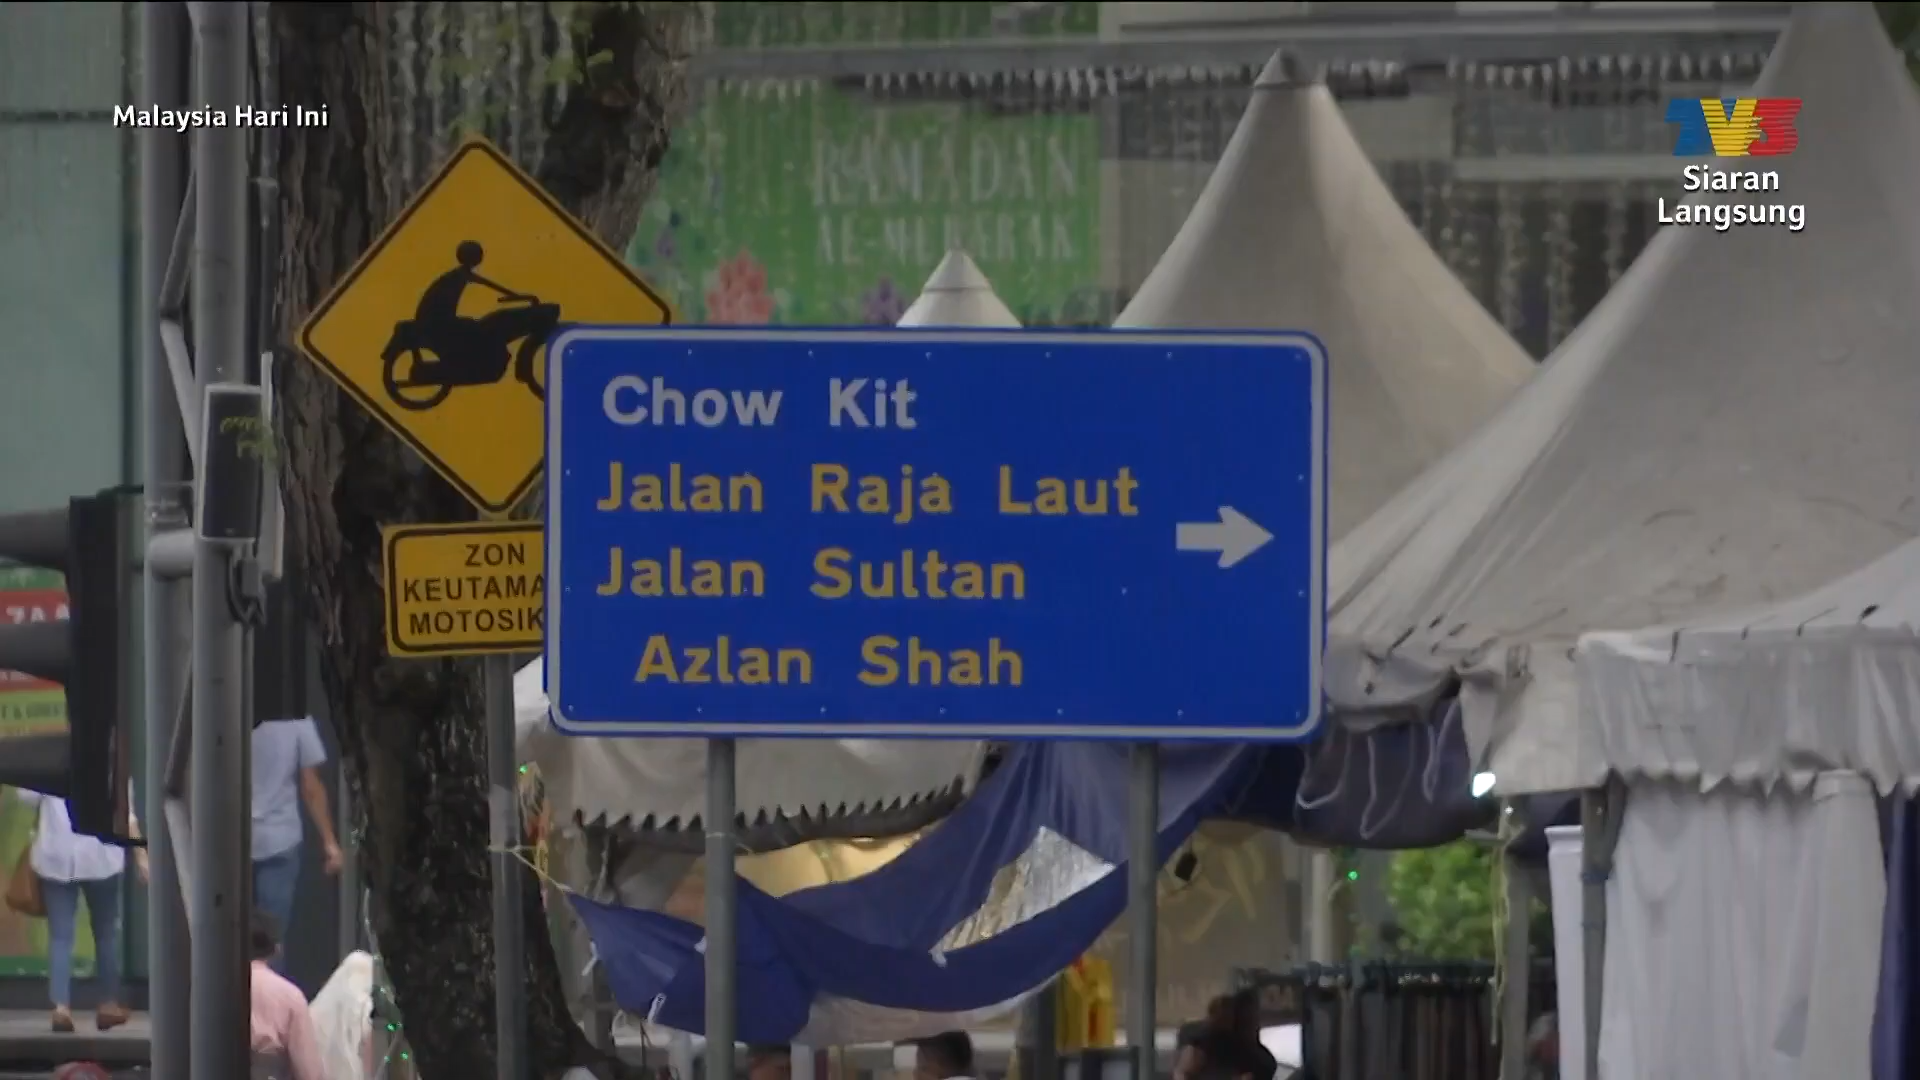 Malaysia Hari Ini
TV3
Siaran
Langsung
RAMADAN
AL-MUBARAK
Chow Kit
Jalan Raja Laut
Jalan Sultan
Azlan Shah
ZON
KEUTAMA
MOTOSIK